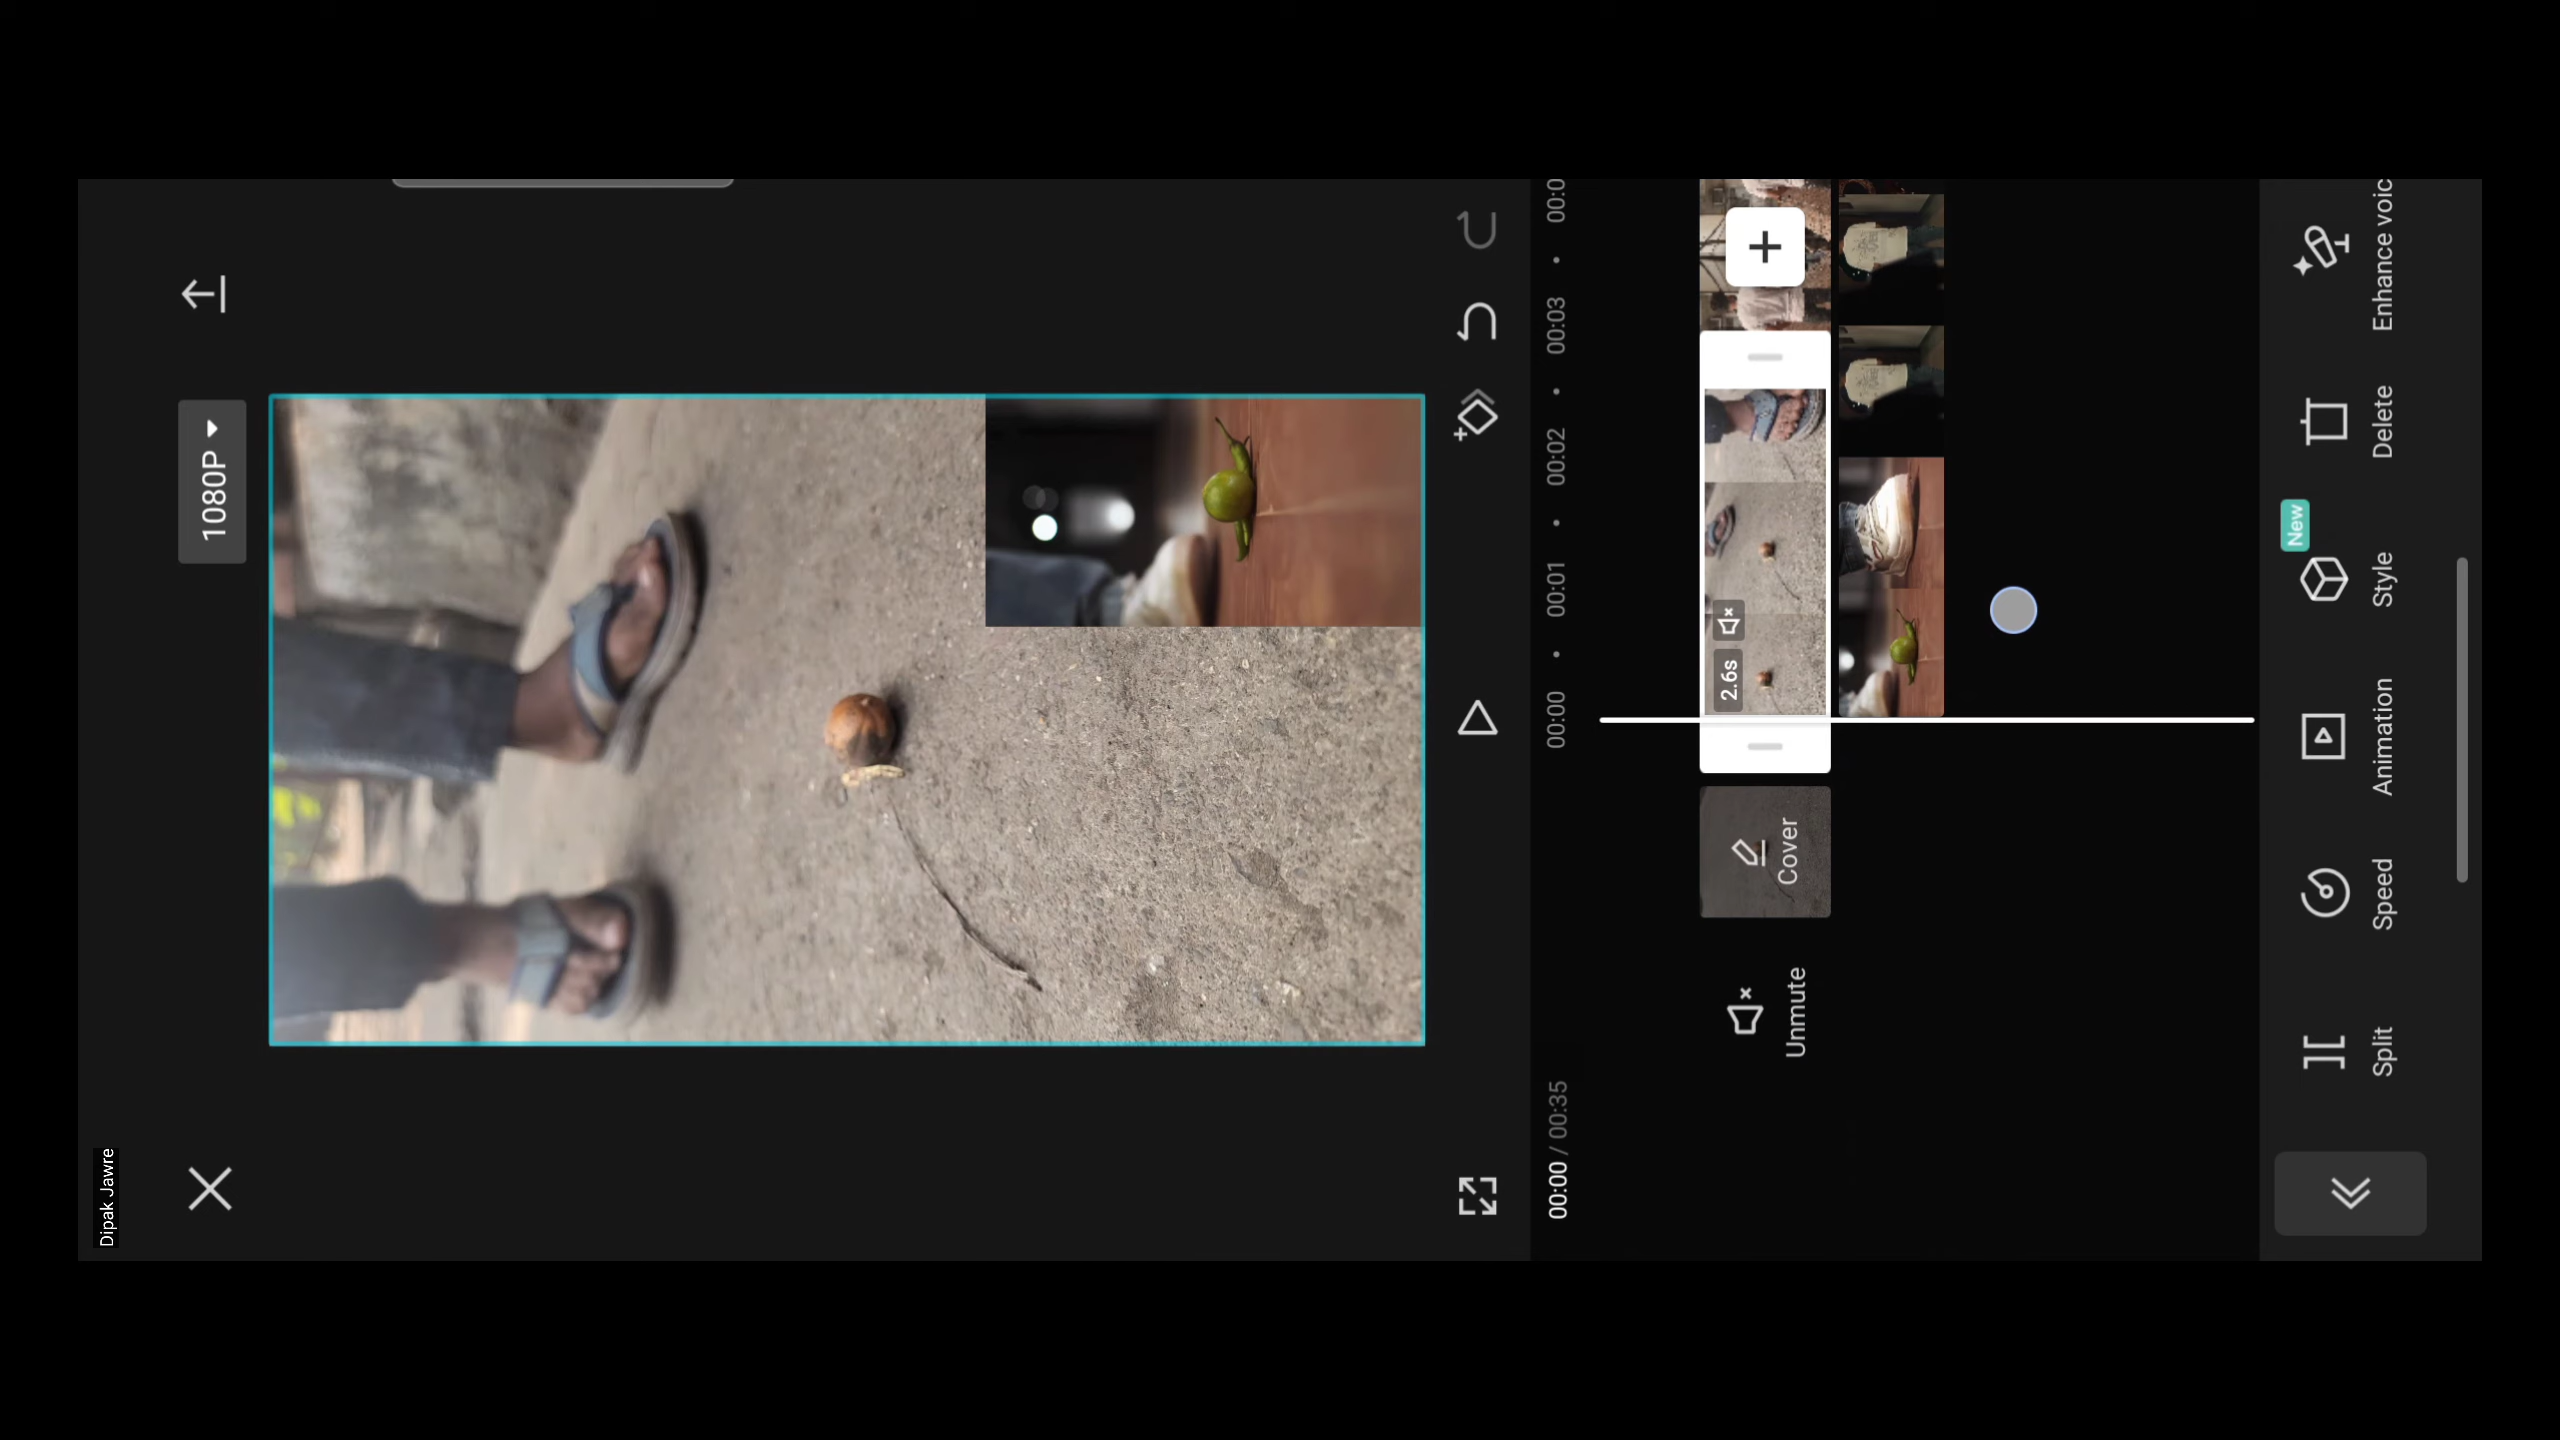 Dipak Jawre
1080P
00:00 / 00:35
00:00
00:01
00:02
00:03
00:0
Unmute
Cover
2.6s
Split
Speed
Animation
Style
New
Delete
Enhance voic